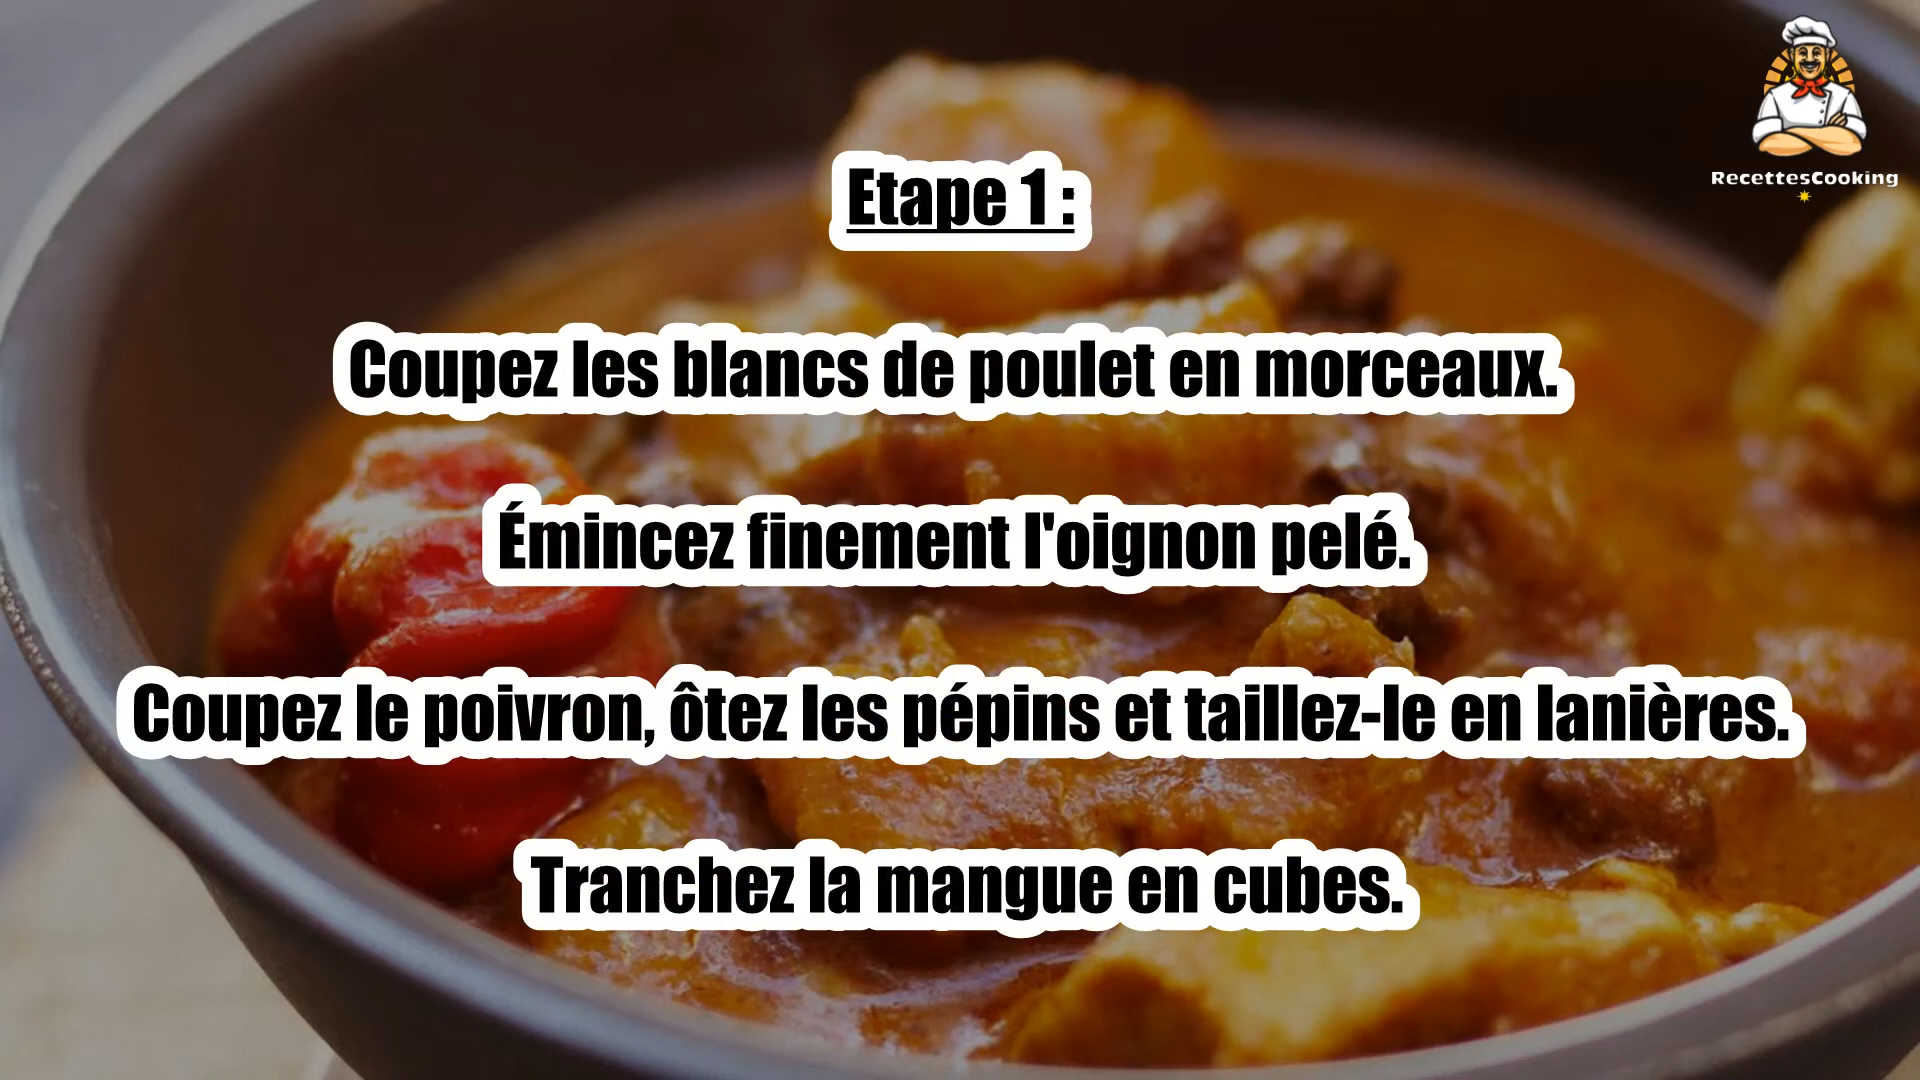 RecettesCooking
Etape 1 :
Coupez les blancs de poulet en morceaux.
Émincez finement l'oignon pelé.
Coupez le poivron, ôtez les pépins et taillez-le en lanières.
Tranchez la mangue en cubes.